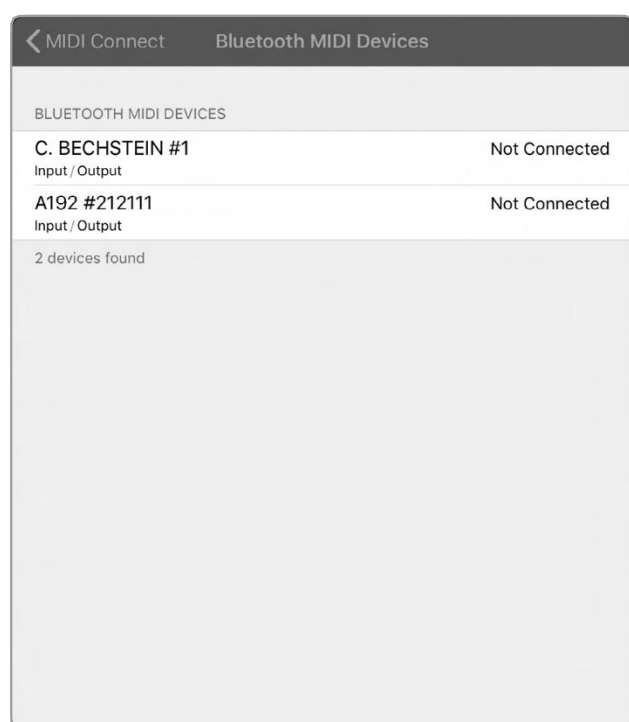 MIDI Connect Bluetooth MIDI Devices
BLUETOOTH MIDI DEVICES
C. BECHSTEIN #1 Not Connected
Input / Output
A192 #212111 Not Connected
Input / Output
2 devices found